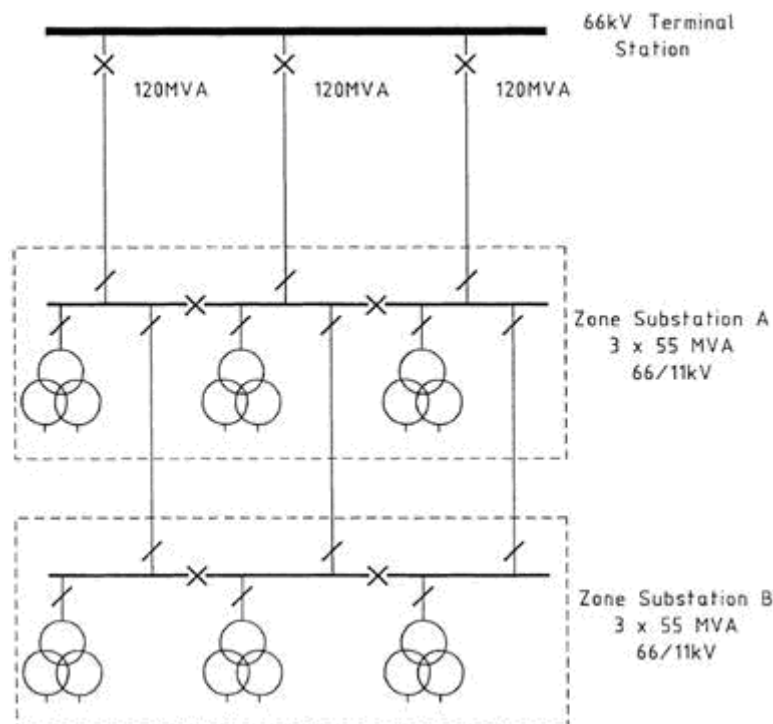 66kV Terminal
Station
120MVA
120MVA
120MVA
Zone Substation A
3 x 55 MVA
66/11kV
Zone Substation B
3 x 55 MVA
66/11kV